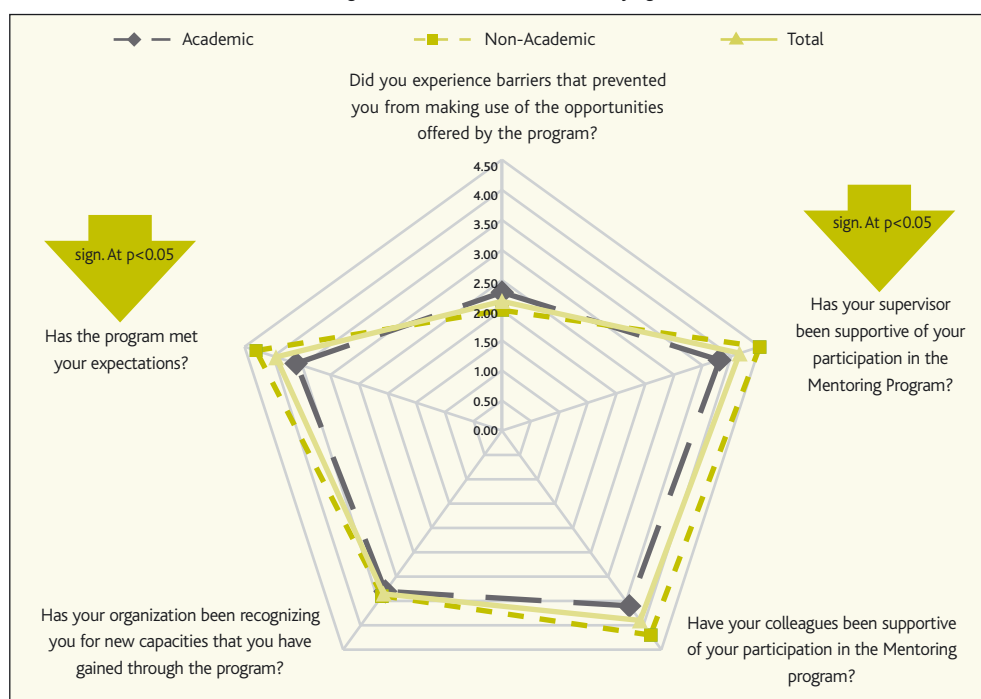 Academic
Non-Academic
Total
Did you experience barriers that prevented
you from making use of the opportunities
offered by the program?
4.50
4.00
3.50
3.00
2.50
2.00
1.50
1.00
0.50
0.00
sign. At p<0.05
Has your supervisor
been supportive of your
participation in the
Mentoring Program?
Have your colleagues been supportive
of your participation in the Mentoring
program?
Has your organization been recognizing
you for new capacities that you have
gained through the program?
sign. At p<0.05
Has the program met
your expectations?